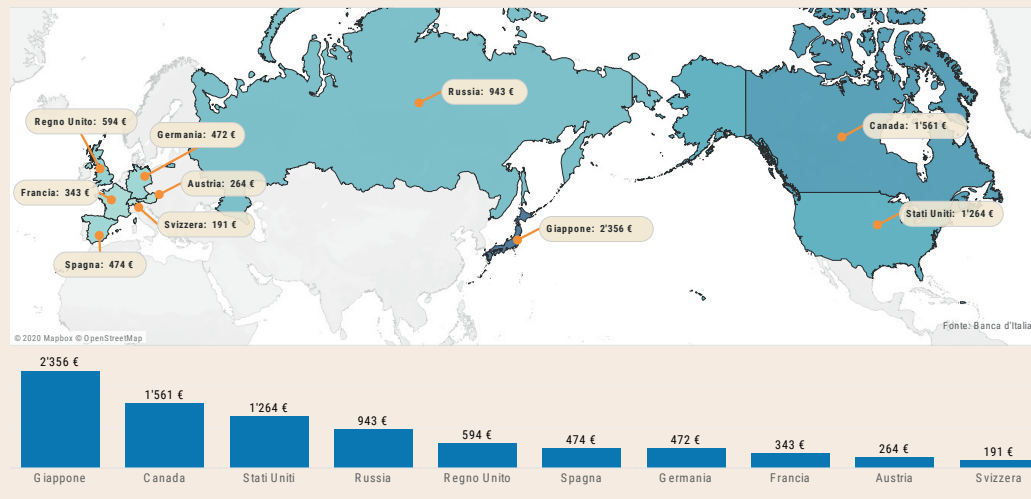 Russia: 943 €
Regno Unito: 594 €
Canada: 1'561 €
Germania: 472 €
Francia: 343 €
Austria: 264 €
Stati Uniti: 1'264 €
Svizzera: 191 €
Giappone: 2'356 €
Spagna: 474 €
Fonte: Banca d'Italia
© 2020 Mapbox © OpenStreetMap
2'356 €
1'561 €
1'264 €
943 €
594 €
474 €
472 €
343 €
264 €
191 €
Giappone
Canada
Stati Uniti
Russia
Regno Unito
Spagna
Germania
Francia
Austria
Svizzera